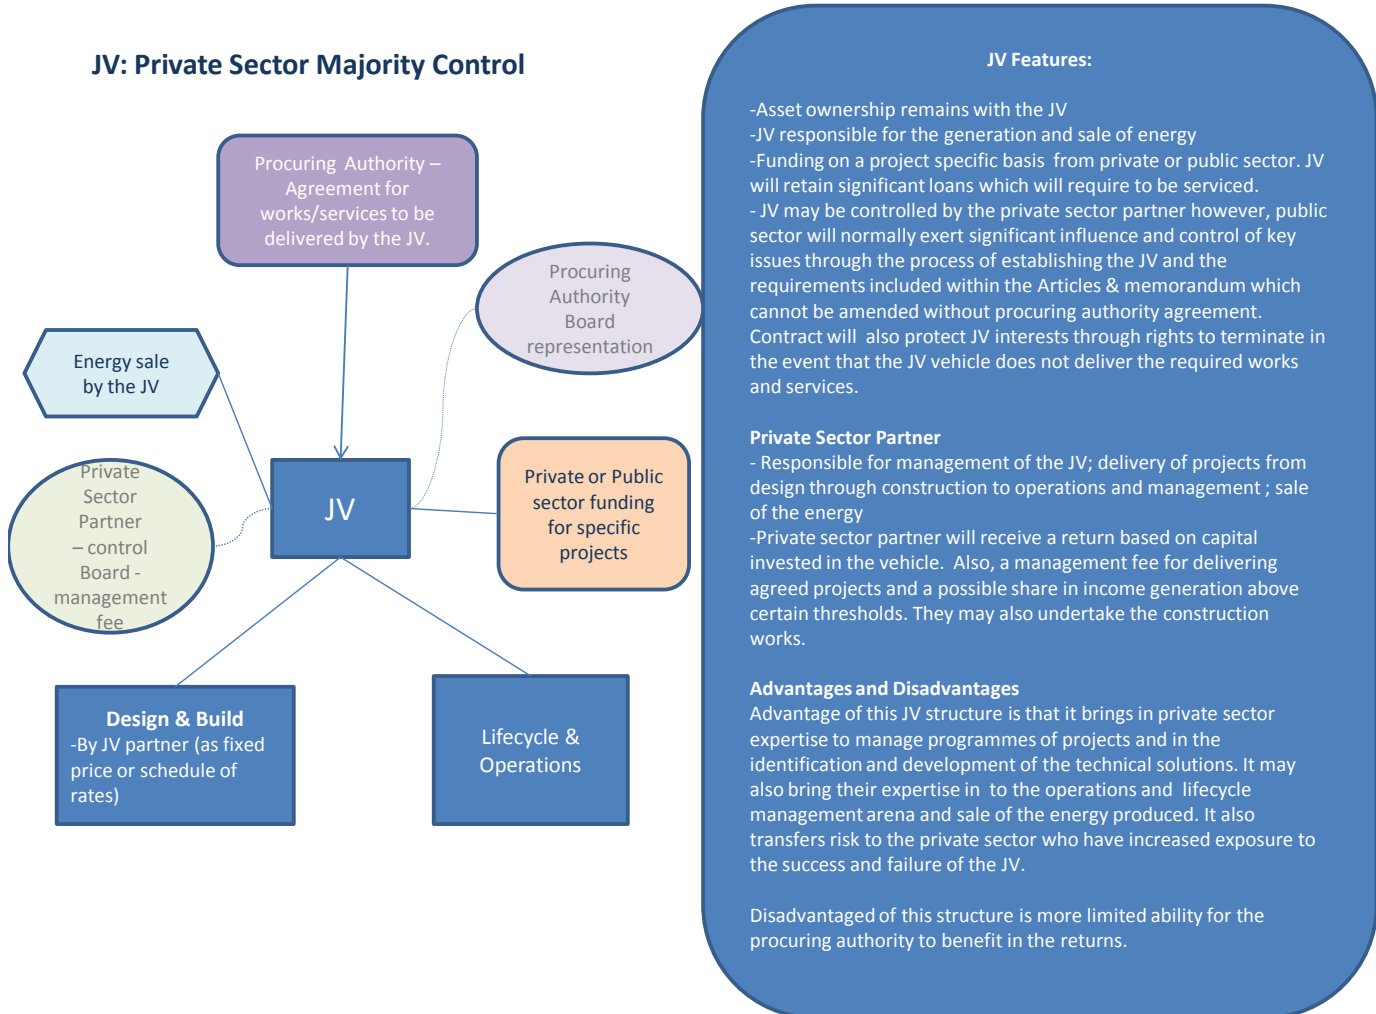 JV: Private Sector Majority Control
Procuring Authority –
Agreement for
works/services to be
delivered by the JV.
Procuring
Authority
Board
representation
Energy sale
by the JV
Private
Sector
Partner
– control
Board -
management
fee
JV
Private or Public
sector funding
for specific
projects
Design & Build
-By JV partner (as fixed
price or schedule of
rates)
Lifecycle &
Operations
JV Features:
-Asset ownership remains with the JV
-JV responsible for the generation and sale of energy
-Funding on a project specific basis from private or public sector. JV
will retain significant loans which will require to be serviced.
- JV may be controlled by the private sector partner however, public
sector will normally exert significant influence and control of key
issues through the process of establishing the JV and the
requirements included within the Articles & memorandum which
cannot be amended without procuring authority agreement.
Contract will also protect JV interests through rights to terminate in
the event that the JV vehicle does not deliver the required works
and services.
Private Sector Partner
- Responsible for management of the JV; delivery of projects from
design through construction to operations and management ; sale
of the energy
-Private sector partner will receive a return based on capital
invested in the vehicle. Also, a management fee for delivering
agreed projects and a possible share in income generation above
certain thresholds. They may also undertake the construction
works.
Advantages and Disadvantages
Advantage of this JV structure is that it brings in private sector
expertise to manage programmes of projects and in the
identification and development of the technical solutions. It may
also bring their expertise in to the operations and lifecycle
management arena and sale of the energy produced. It also
transfers risk to the private sector who have increased exposure to
the success and failure of the JV.
Disadvantaged of this structure is more limited ability for the
procuring authority to benefit in the returns.